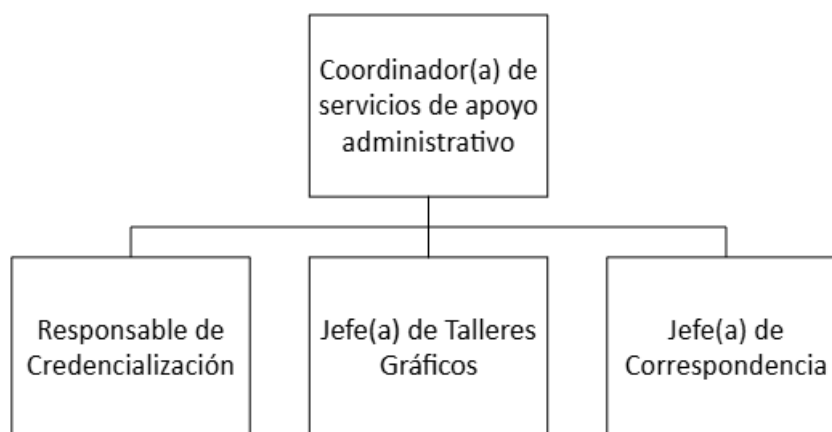 Coordinador(a) de
servicios de apoyo
administrativo
Responsable de
Credencialización
Jefe(a) de Talleres
Gráficos
Jefe(a) de
Correspondencia